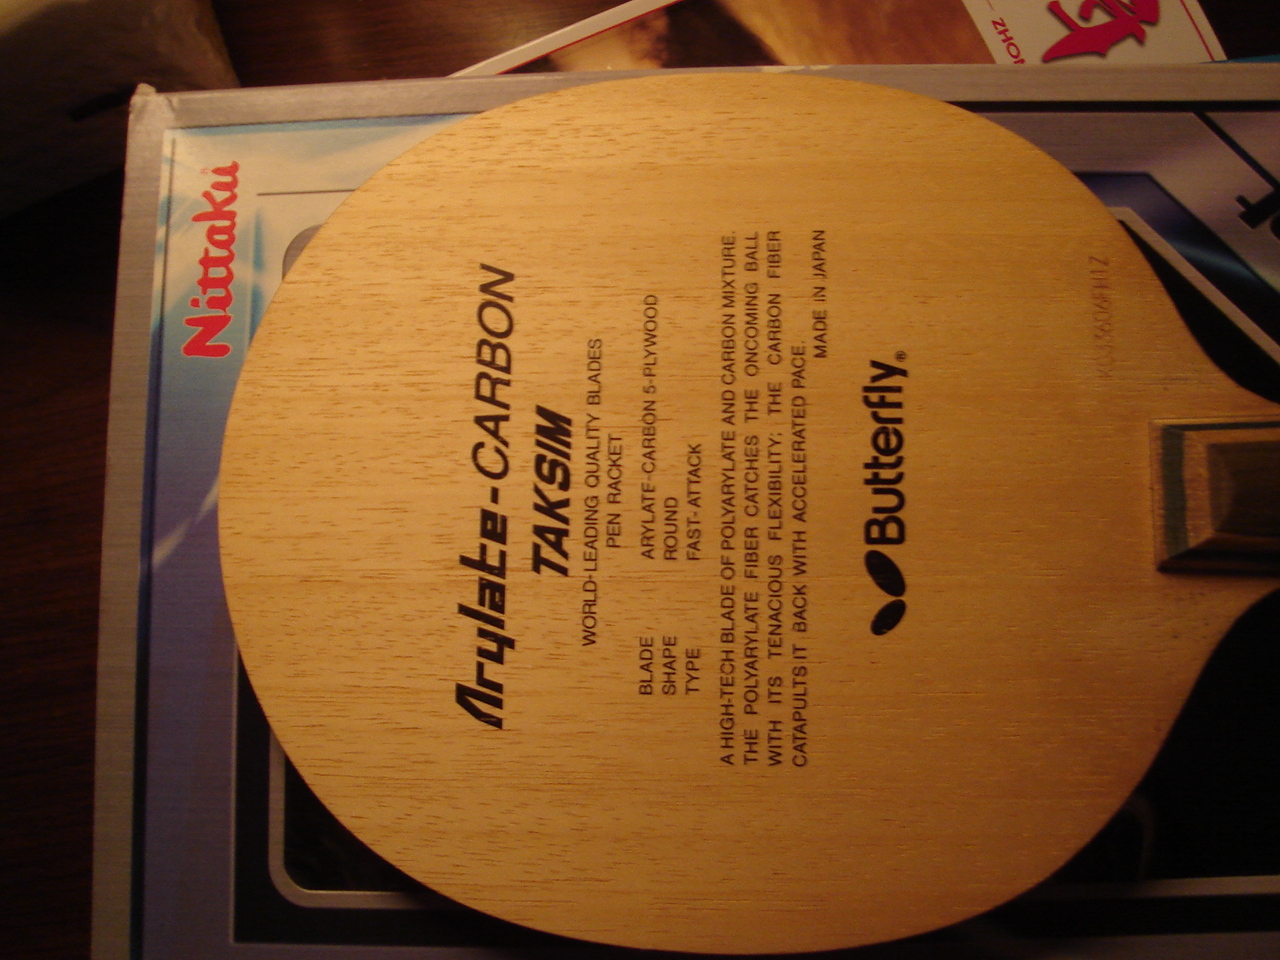 Arylate-CARBON
TAKSIM
WORLD-LEADING QUALITY BLADES
PEN RACKET
BLADE ARYLATE-CARBON 5-PLYWOOD
SHAPE ROUND
TYPE FAST-ATTACK
A HIGH-TECH BLADE OF POLYARYLATE AND CARBON MIXTURE.
THE POLYARYLATE FIBER CATCHES THE ONCOMING BALL
WITH ITS TENACIOUS FLEXIBILITY; THE CARBON FIBER
CATAPULTS IT BACK WITH ACCELERATED PACE.
MADE IN JAPAN
Butterfly®
Nittaku